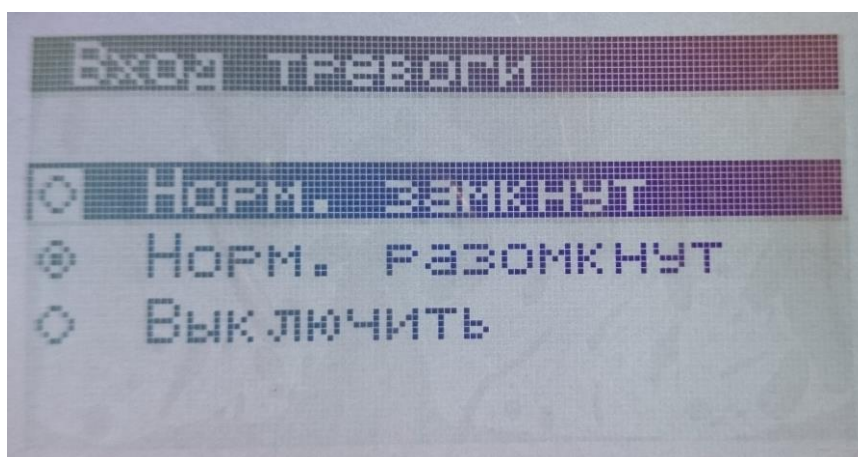 Вход тревоги
Норм. замкнут
Норм. разомкнут
Выключить